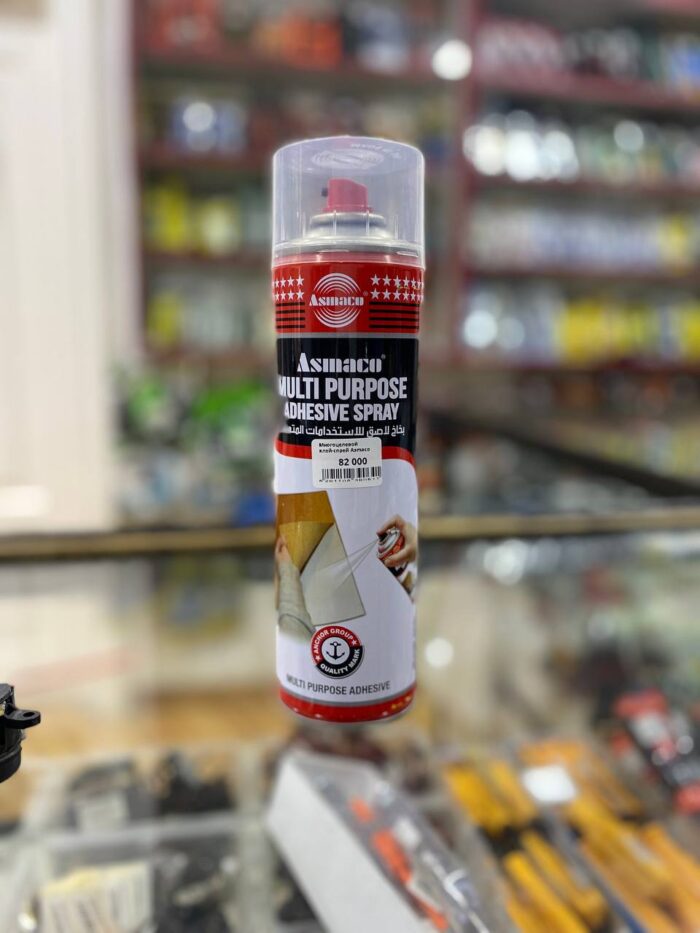 Asmaco
Asmaco®
MULTI PURPOSE
ADHESIVE SPRAY
بخاخ لاصق للاستخدامات
Многоцелевой
клей-спрей Asmaco
82 000
ANCHOR GROUP
QUALITY MARK
MULTI PURPOSE ADHESIVE